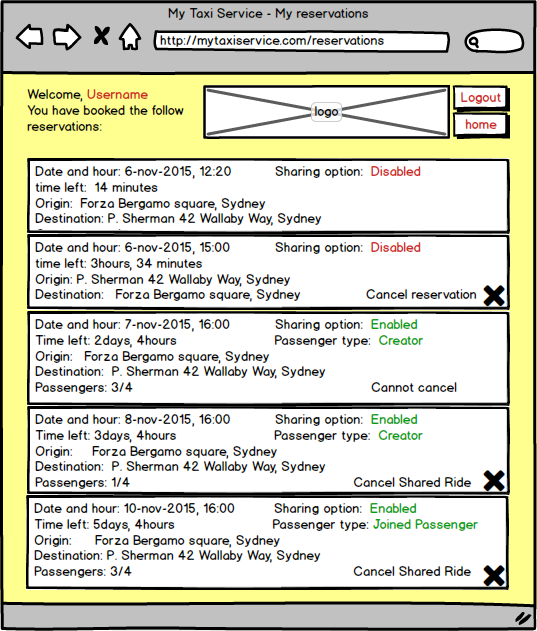 My Taxi Service - My reservations
http://mytaxiservice.com/reservations
Welcome, Username
You have booked the follow
reservations:
logo
Logout
home
Date and hour: 6-nov-2015, 12:20 Sharing option: Disabled
time left: 14 minutes
Origin: Forza Bergamo square, Sydney
Destination: P. Sherman 42 Wallaby Way, Sydney
Date and hour: 6-nov-2015, 15:00 Sharing option: Disabled
time left: 3hours, 34 minutes
Origin: P. Sherman 42 Wallaby Way, Sydney
Destination: Forza Bergamo square, Sydney Cancel reservation
Date and hour: 7-nov-2015, 16:00 Sharing option: Enabled
Time left: 2days, 4hours Passenger type: Creator
Origin: Forza Bergamo square, Sydney
Destination: P. Sherman 42 Wallaby Way, Sydney
Passengers: 3/4 Cannot cancel
Date and hour: 8-nov-2015, 16:00 Sharing option: Enabled
Time left: 3days, 4hours Passenger type: Creator
Origin: Forza Bergamo square, Sydney
Destination: P. Sherman 42 Wallaby Way, Sydney
Passengers: 1/4 Cancel Shared Ride
Date and hour: 10-nov-2015, 16:00 Sharing option: Enabled
Time left: 5days, 4hours Passenger type: Joined Passenger
Origin: Forza Bergamo square, Sydney
Destination: P. Sherman 42 Wallaby Way, Sydney
Passengers: 3/4 Cancel Shared Ride